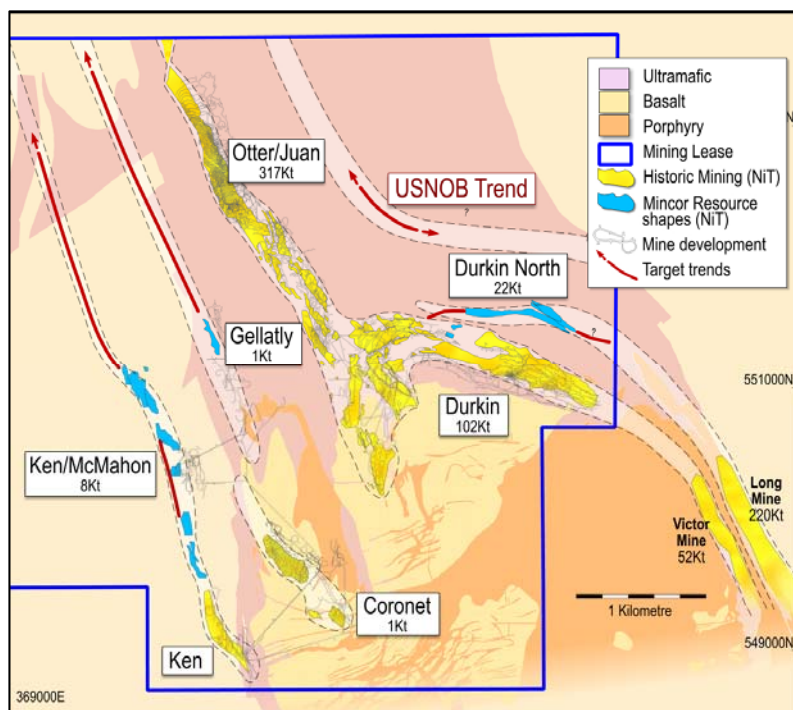 Ultramafic
Basalt
Porphyry
Mining Lease
Historic Mining (NiT)
Mincor Resource
shapes (NiT)
Mine development
Target trends
Otter/Juan
317Kt
USNOB Trend
?
Durkin North
22Kt
?
Gellatly
1Kt
551000N
Durkin
102Kt
Ken/McMahon
8Kt
Long
Mine
220Kt
Victor
Mine
52Kt
1 Kilometre
Coronet
1Kt
549000N
Ken
369000E